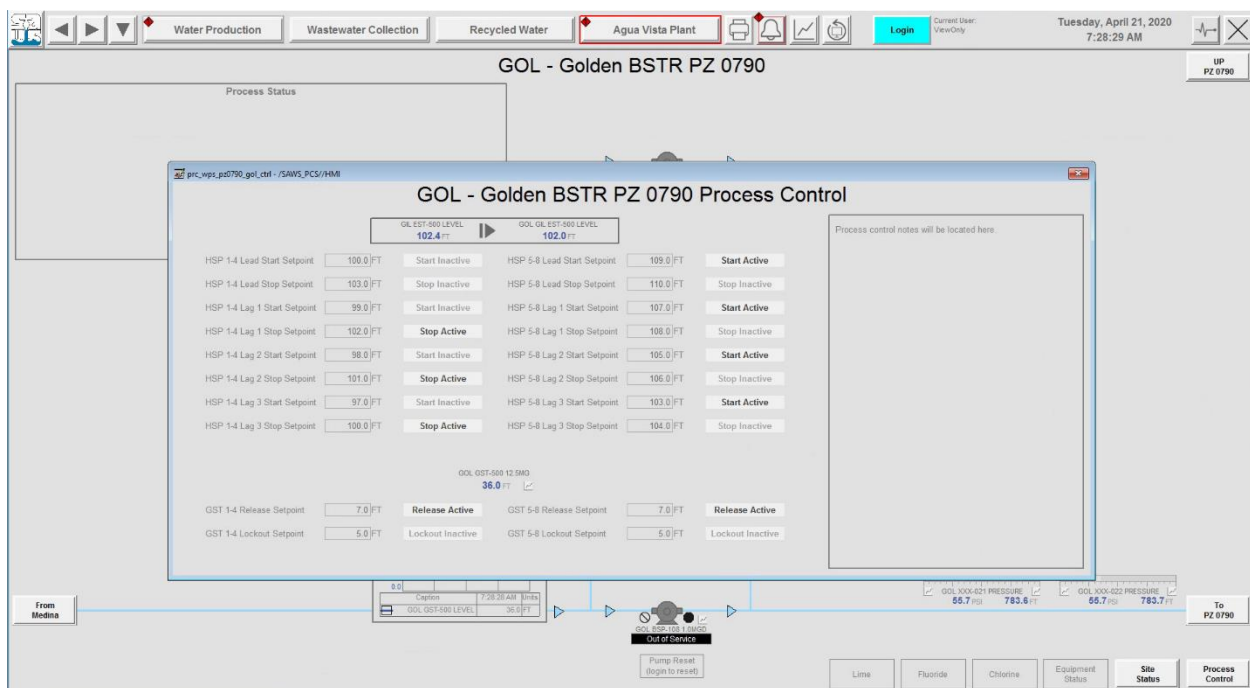 Water Production
Wastewater Collection
Recycled Water
Agua Vista Plant
Login
Current User:
ViewOnly
Tuesday, April 21, 2020
7:28:29 AM
GOL - Golden BSTR PZ 0790
UP
PZ 0790
Process Status
prc_wps_pz0790_gol_ctrl - /SAWS_PCS//HMI
GOL - Golden BSTR PZ 0790 Process Control
GIL EST-500 LEVEL
102.4 FT
GOL GIL EST-500 LEVEL
102.0 FT
Process control notes will be located here.
HSP 1-4 Lead Start Setpoint 100.0 FT Start Inactive HSP 5-8 Lead Start Setpoint 109.0 FT Start Active
HSP 1-4 Lead Stop Setpoint 103.0 FT Stop Inactive HSP 5-8 Lead Stop Setpoint 110.0 FT Stop Inactive
HSP 1-4 Lag 1 Start Setpoint 99.0 FT Start Inactive HSP 5-8 Lag 1 Start Setpoint 107.0 FT Start Active
HSP 1-4 Lag 1 Stop Setpoint 102.0 FT Stop Active HSP 5-8 Lag 1 Stop Setpoint 108.0 FT Stop Inactive
HSP 1-4 Lag 2 Start Setpoint 98.0 FT Start Inactive HSP 5-8 Lag 2 Start Setpoint 105.0 FT Start Active
HSP 1-4 Lag 2 Stop Setpoint 101.0 FT Stop Active HSP 5-8 Lag 2 Stop Setpoint 106.0 FT Stop Inactive
HSP 1-4 Lag 3 Start Setpoint 97.0 FT Start Inactive HSP 5-8 Lag 3 Start Setpoint 103.0 FT Start Active
HSP 1-4 Lag 3 Stop Setpoint 100.0 FT Stop Active HSP 5-8 Lag 3 Stop Setpoint 104.0 FT Stop Inactive
GOL GST-500 12.5MG
36.0 FT
GST 1-4 Release Setpoint 7.0 FT Release Active GST 5-8 Release Setpoint 7.0 FT Release Active
GST 1-4 Lockout Setpoint 5.0 FT Lockout Inactive GST 5-8 Lockout Setpoint 5.0 FT Lockout Inactive
0.0
Caption 7:28:28 AM Units
GOL GST-500 LEVEL 36.0 FT
From
Medina
GOL XXX-021 PRESSURE
55.7 PSI 783.6 FT
GOL XXX-022 PRESSURE
55.7 PSI 783.7 FT
To
PZ 0790
GOL BSP-108 1.0MGD
Out of Service
Pump Reset
(login to reset)
Lime
Fluoride
Chlorine
Equipment
Status
Site
Status
Process
Control